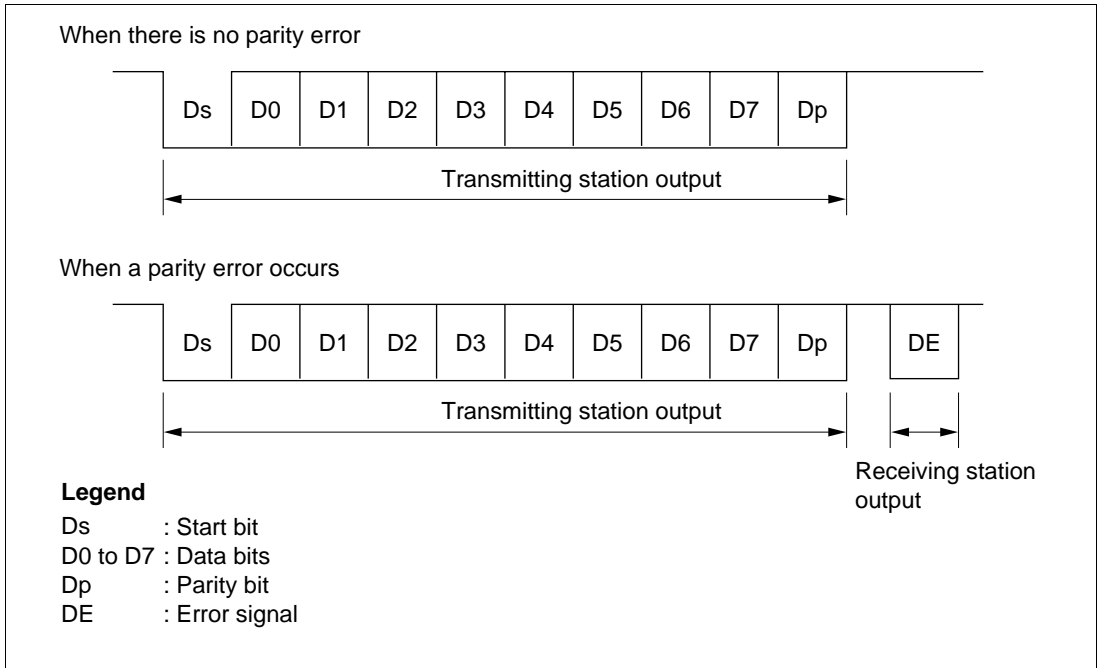 When there is no parity error
Ds D0 D1 D2 D3 D4 D5 D6 D7 Dp
Transmitting station output
When a parity error occurs
Ds D0 D1 D2 D3 D4 D5 D6 D7 Dp DE
Transmitting station output
Receiving station
output
Legend
Ds : Start bit
D0 to D7 : Data bits
Dp : Parity bit
DE : Error signal